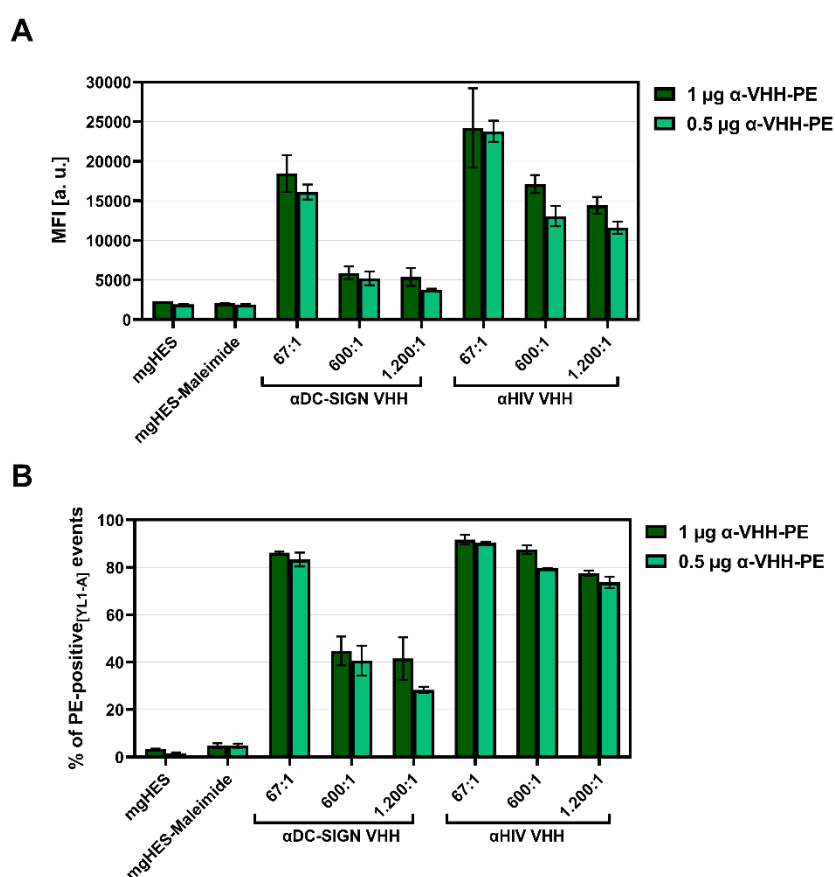 A
30000
25000
20000
15000
10000
5000
0
MFI [a. u.]
1 µg α-VHH-PE
0.5 µg α-VHH-PE
mgHES
mgHES-Maleimide
67:1
600:1
1.200:1
67:1
600:1
1.200:1
αDC-SIGN VHH
αHIV VHH
B
100
80
60
40
20
0
% of PE-positive[YL1-A] events
1 µg α-VHH-PE
0.5 µg α-VHH-PE
mgHES
mgHES-Maleimide
67:1
600:1
1.200:1
67:1
600:1
1.200:1
αDC-SIGN VHH
αHIV VHH